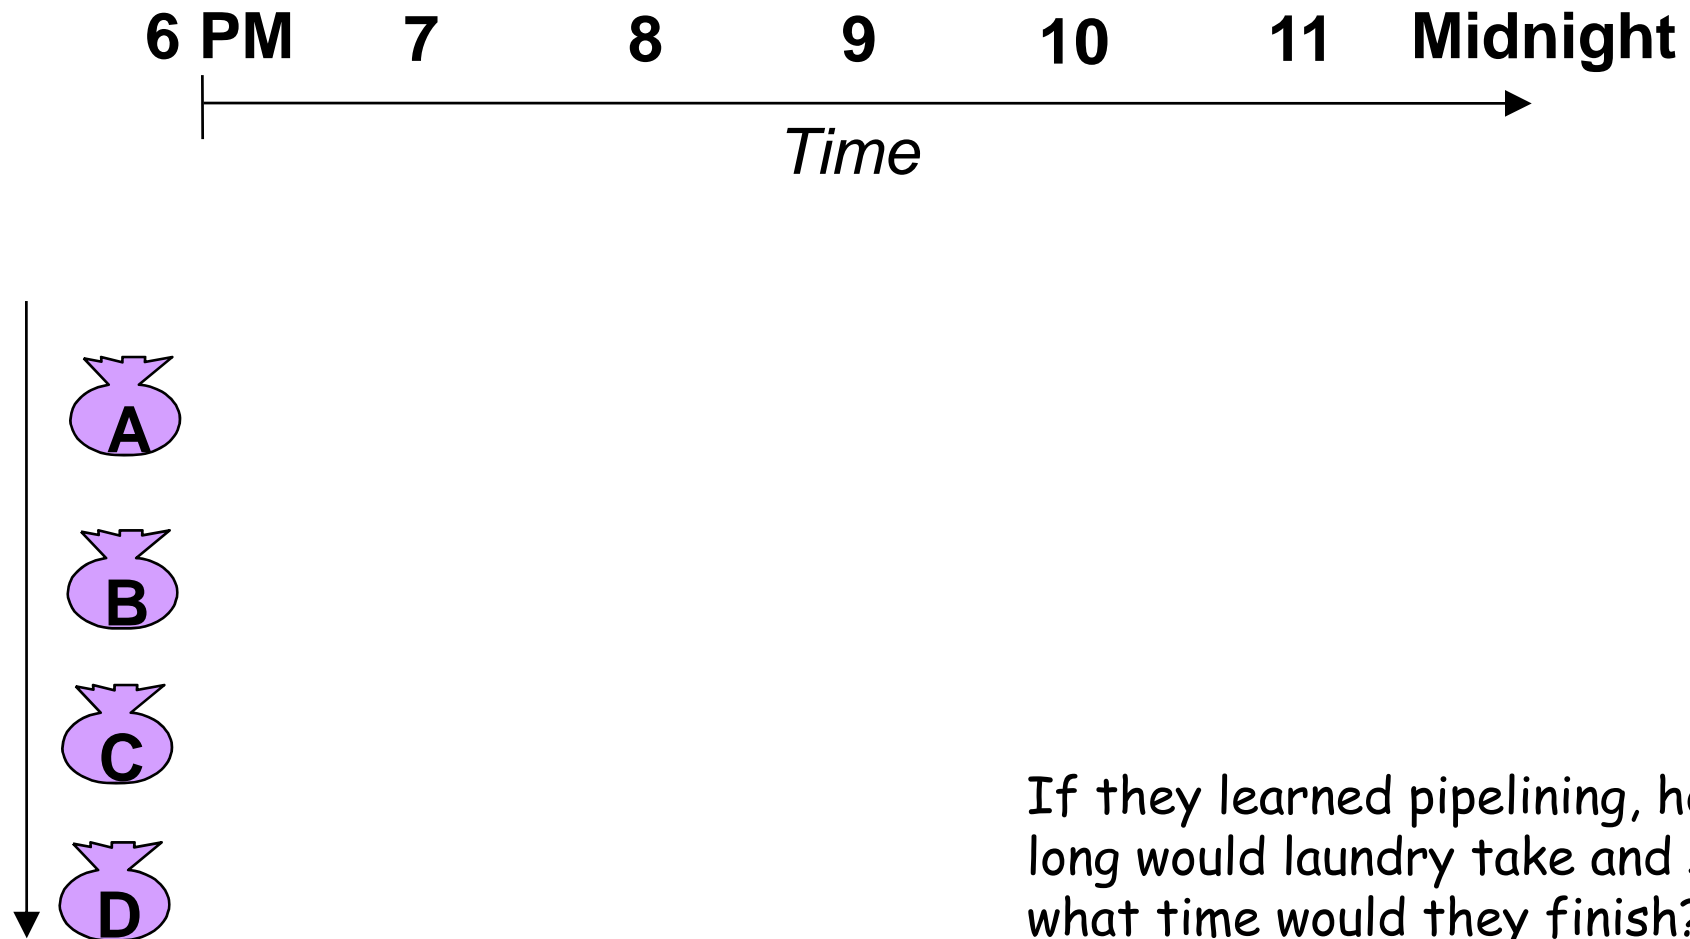 6 PM 7 8 9 10 11 Midnight
Time
A
B
C
D
If they learned pipelining,
long would laundry take and
what time would they finish?